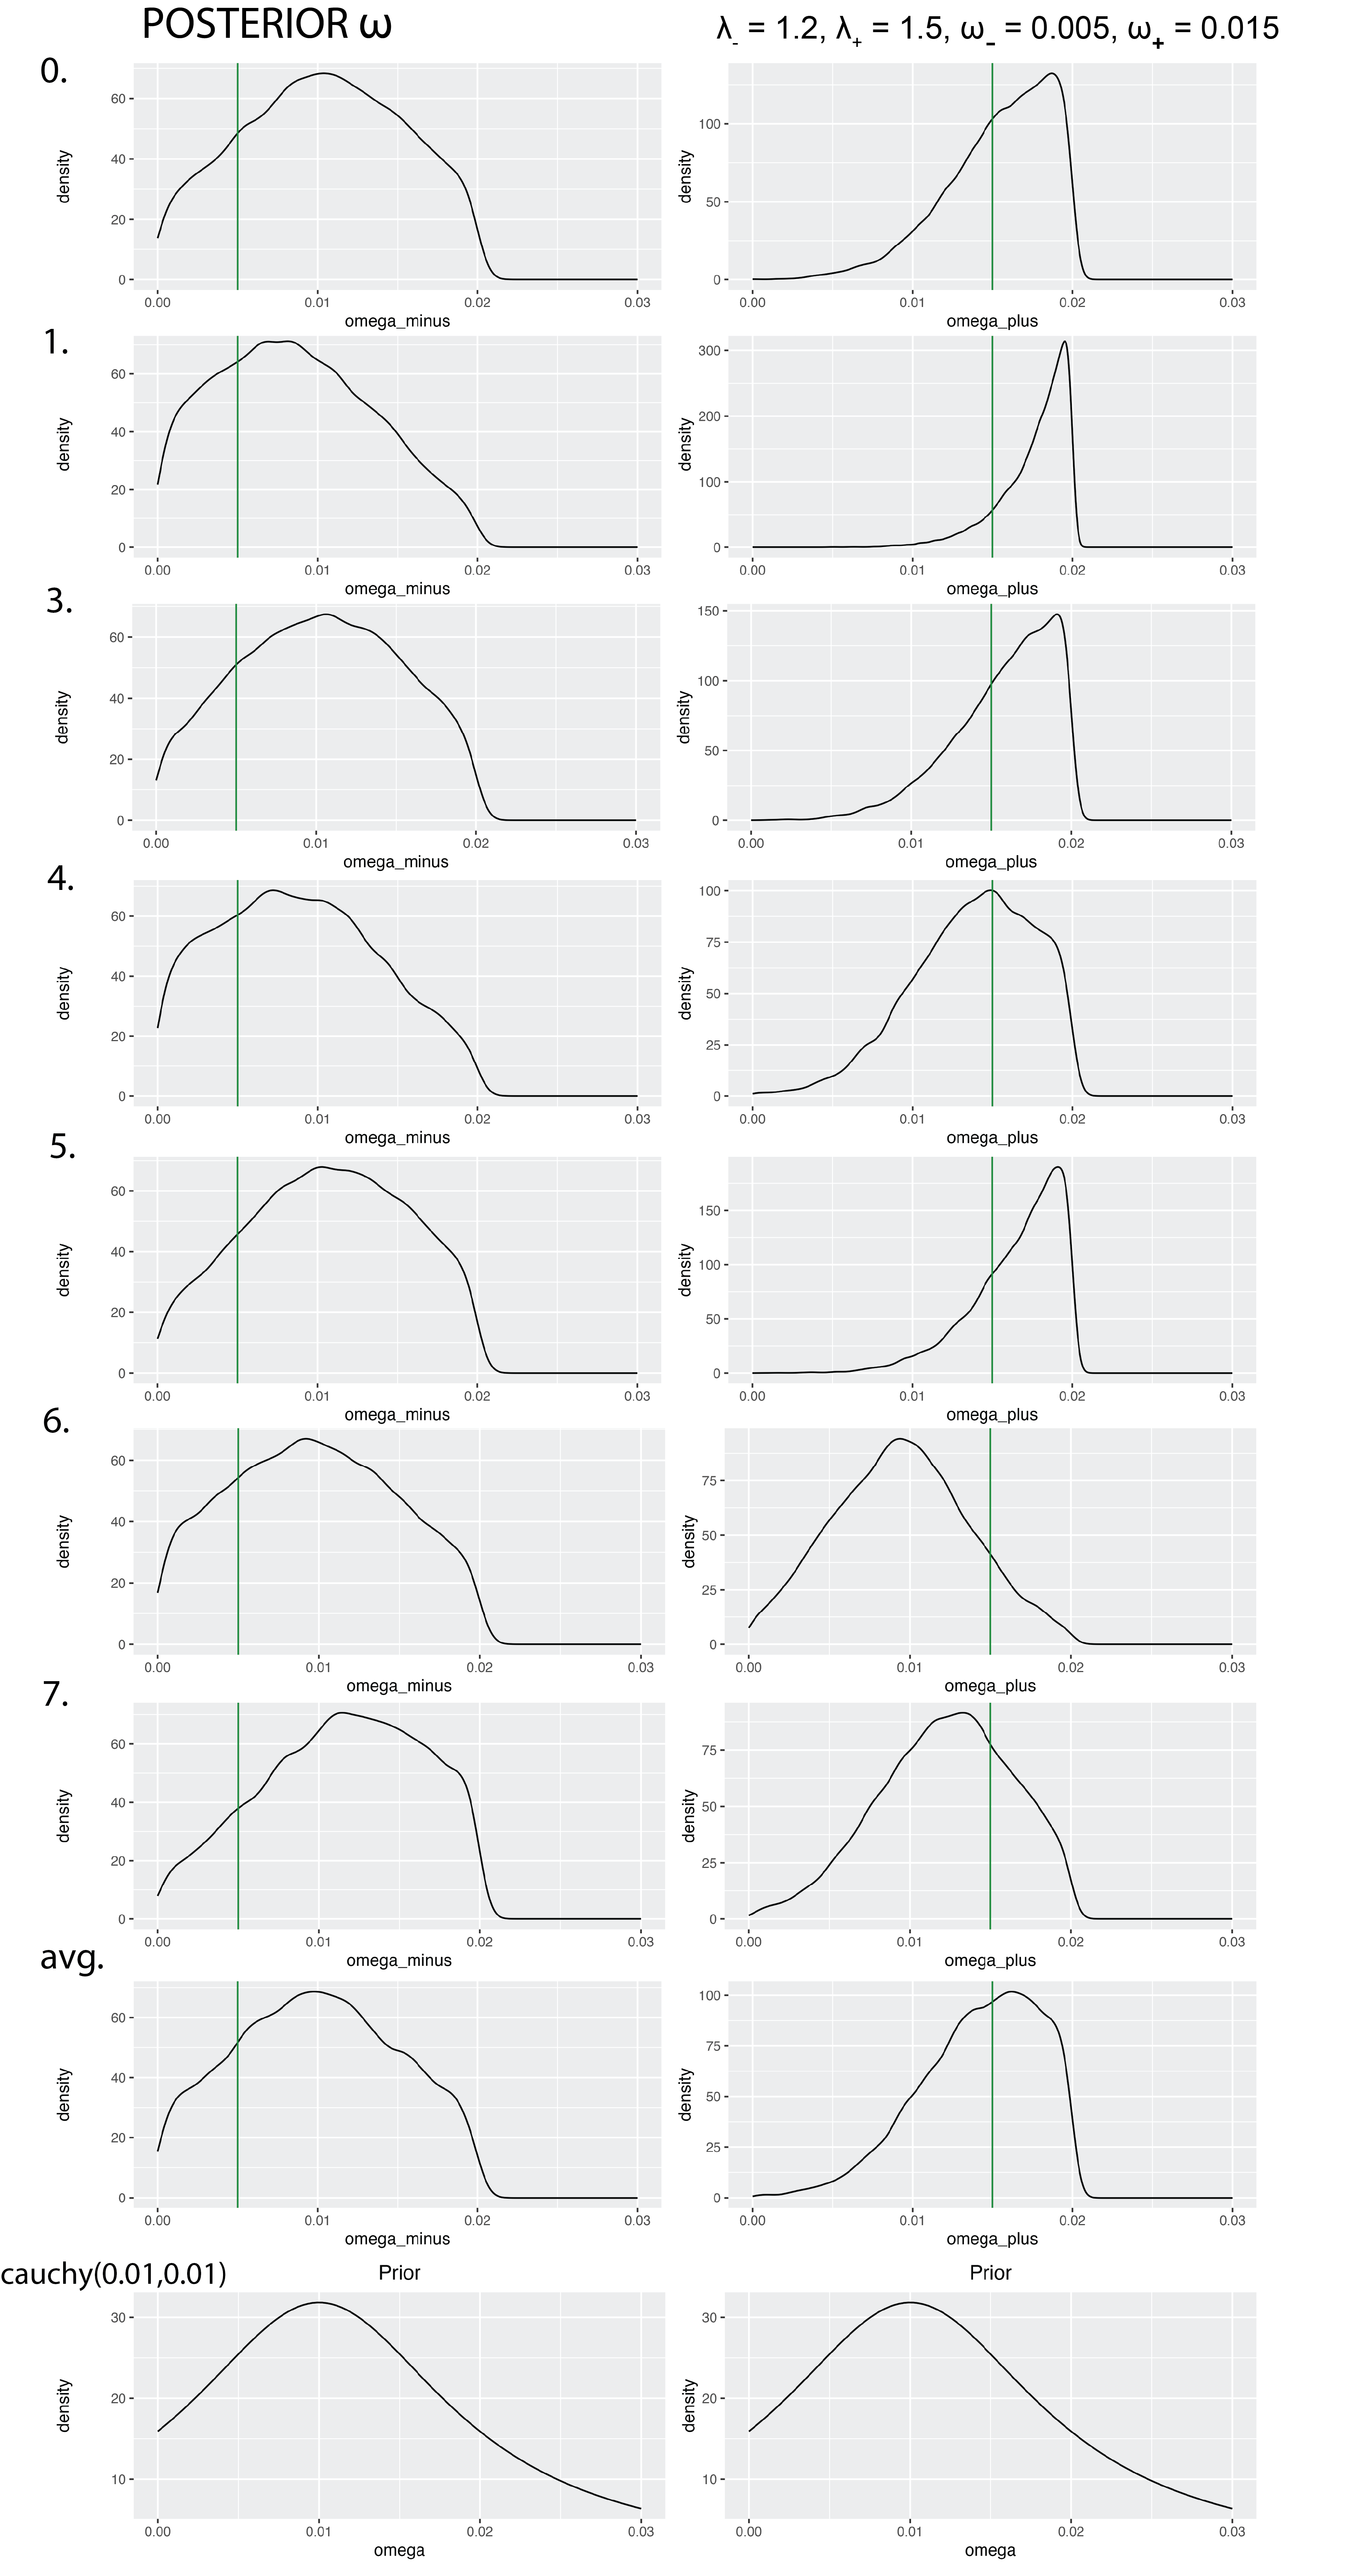 POSTERIOR ω
λ₋ = 1.2, λ₊ = 1.5, ω₋ = 0.005, ω₊ = 0.015
0.
density
60
40
20
0
0.00 0.01 0.02 0.03
omega_minus
density
100
50
0
0.00 0.01 0.02 0.03
omega_plus
1.
density
60
40
20
0
0.00 0.01 0.02 0.03
omega_minus
density
300
200
100
0
0.00 0.01 0.02 0.03
omega_plus
3.
density
60
40
20
0
0.00 0.01 0.02 0.03
omega_minus
density
150
100
50
0
0.00 0.01 0.02 0.03
omega_plus
4.
density
60
40
20
0
0.00 0.01 0.02 0.03
omega_minus
density
100
75
50
25
0
0.00 0.01 0.02 0.03
omega_plus
5.
density
60
40
20
0
0.00 0.01 0.02 0.03
omega_minus
density
150
100
50
0
0.00 0.01 0.02 0.03
omega_plus
6.
density
60
40
20
0
0.00 0.01 0.02 0.03
omega_minus
density
75
50
25
0
0.00 0.01 0.02 0.03
omega_plus
7.
density
60
40
20
0
0.00 0.01 0.02 0.03
omega_minus
density
75
50
25
0
0.00 0.01 0.02 0.03
omega_plus
avg.
density
60
40
20
0
0.00 0.01 0.02 0.03
omega_minus
density
100
75
50
25
0
0.00 0.01 0.02 0.03
omega_plus
cauchy(0.01,0.01)
Prior
density
30
20
10
0.00 0.01 0.02 0.03
omega
Prior
density
30
20
10
0.00 0.01 0.02 0.03
omega